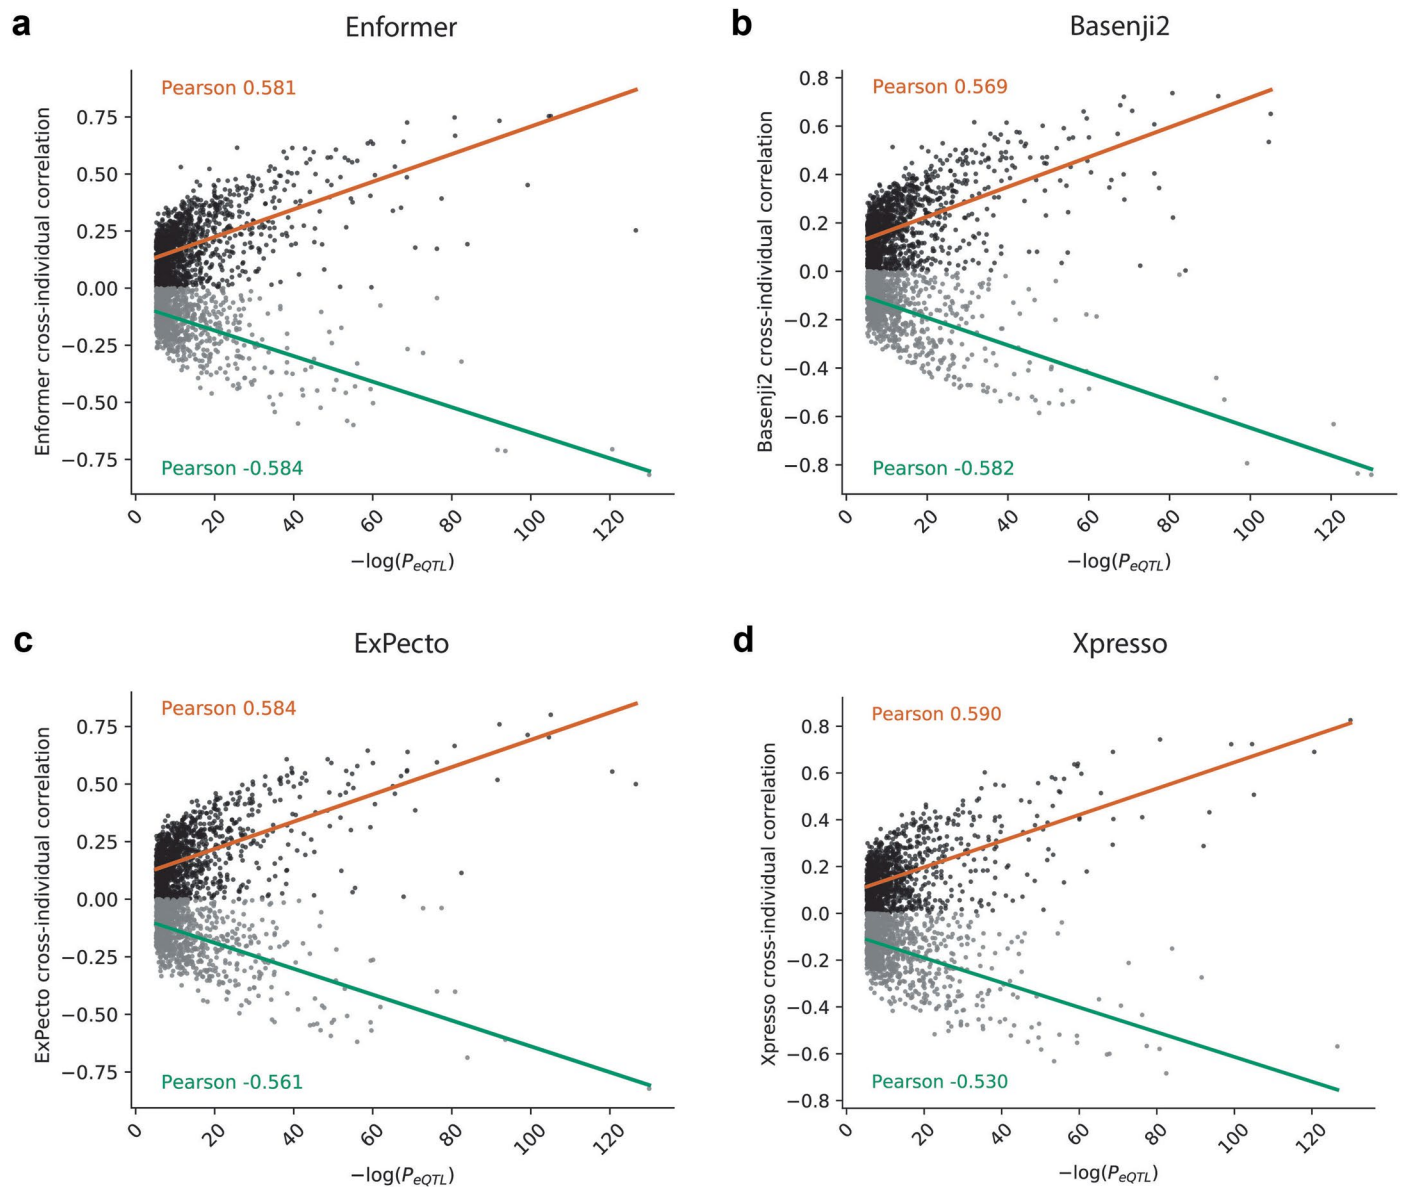 a
Enformer
Enformer cross-individual correlation
0.75
0.50
0.25
0.00
−0.25
−0.50
−0.75
Pearson 0.581
Pearson -0.584
0 20 40 60 80 100 120
−log(PeQTL)
b
Basenji2
Basenji2 cross-individual correlation
0.8
0.6
0.4
0.2
0.0
−0.2
−0.4
−0.6
−0.8
Pearson 0.569
Pearson -0.582
0 20 40 60 80 100 120
−log(PeQTL)
c
ExPecto
ExPecto cross-individual correlation
0.75
0.50
0.25
0.00
−0.25
−0.50
−0.75
Pearson 0.584
Pearson -0.561
0 20 40 60 80 100 120
−log(PeQTL)
d
Xpresso
Xpresso cross-individual correlation
0.8
0.6
0.4
0.2
0.0
−0.2
−0.4
−0.6
−0.8
Pearson 0.590
Pearson -0.530
0 20 40 60 80 100 120
−log(PeQTL)